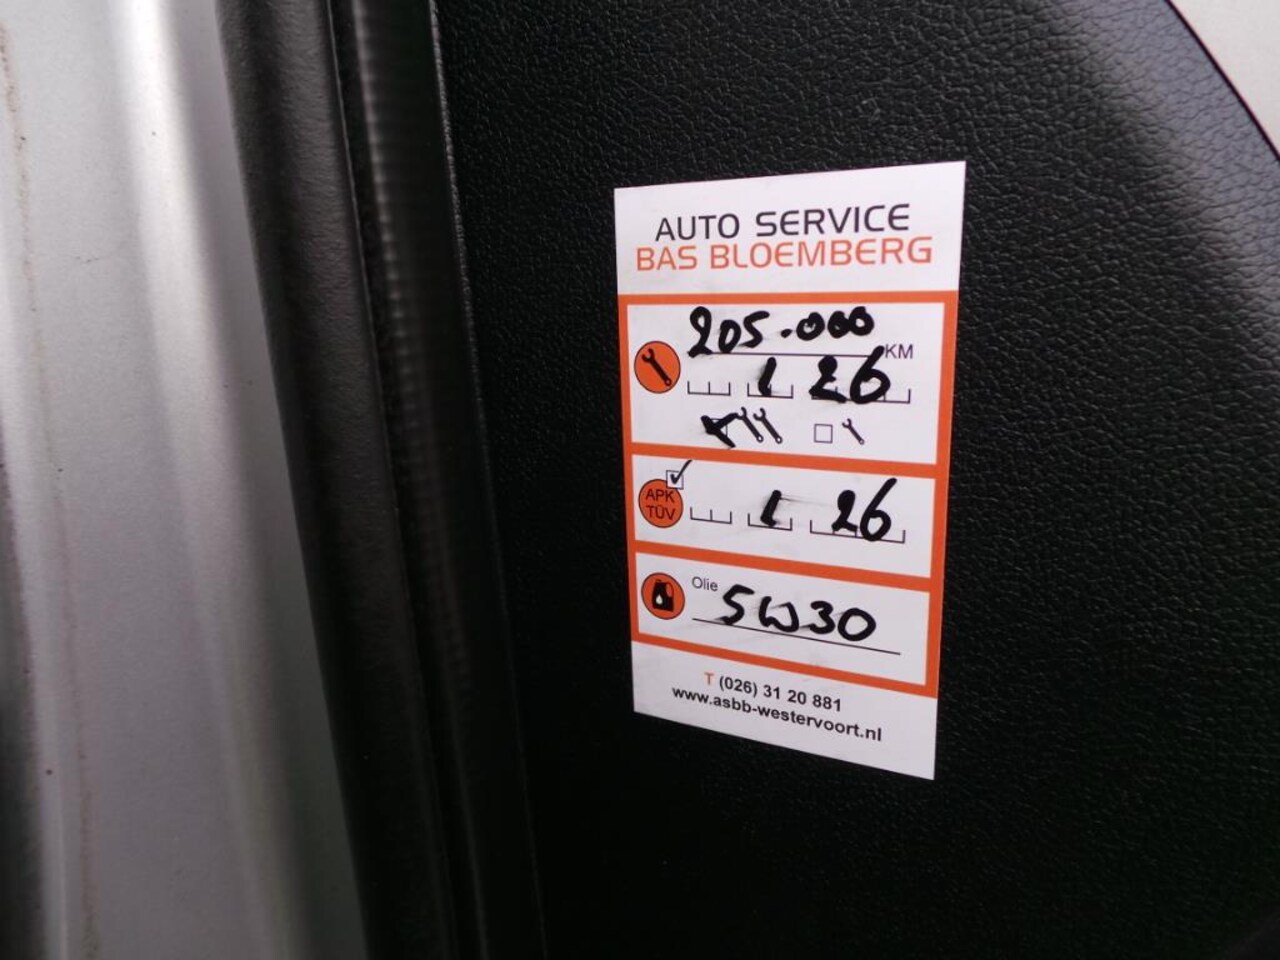 AUTO SERVICE
BAS BLOEMBERG
205.000 KM
1 26
APK
TÜV
1 26
Olie 5W30
T (026) 31 20 881
www.asbb-westervoort.nl